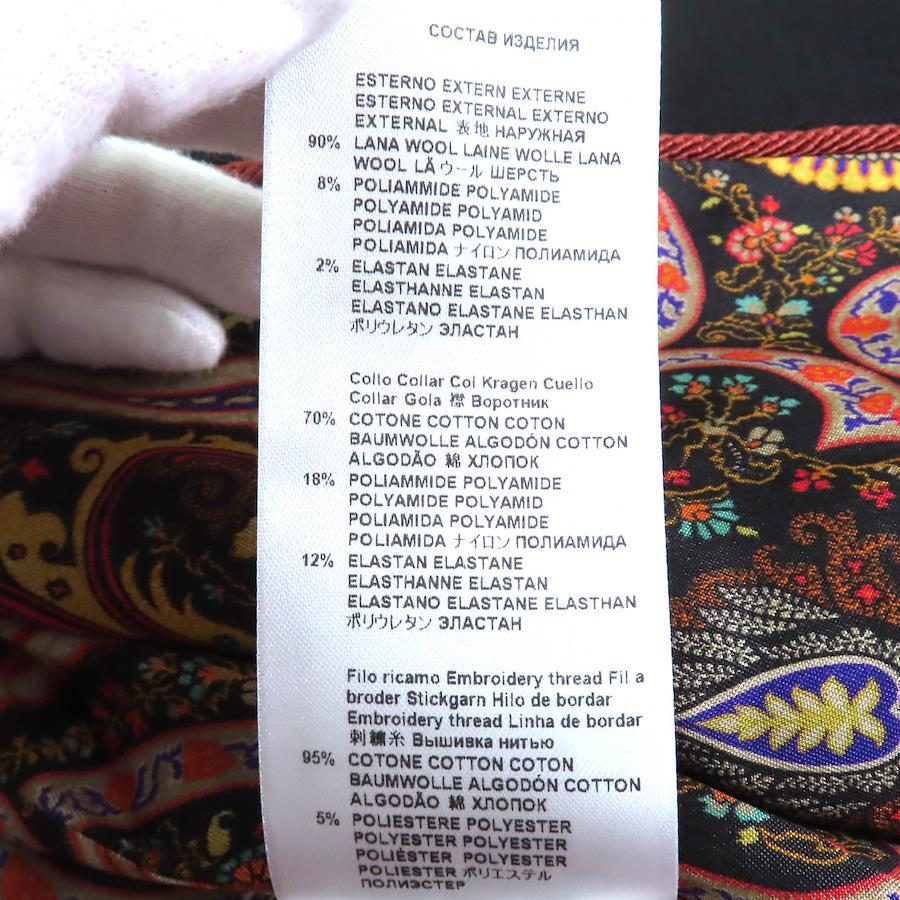 СОСТАВ ИЗДЕЛИЯ
ESTERNO EXTERN EXTERNE
ESTERNO EXTERNAL EXTERNO
EXTERNAL 表地 НАРУЖНАЯ
90% LANA WOOL LAINE WOLLE LANA
WOOL LÃ ウール ШЕРСТЬ
8% POLIAMMIDE POLYAMIDE
POLYAMIDE POLYAMID
POLIAMIDA POLYAMIDE
POLIAMIDA ナイロン ПОЛИАМИДА
2% ELASTAN ELASTANE
ELASTHANNE ELASTAN
ELASTANO ELASTANE ELASTHAN
ポリウレタン ЭЛАСТАН
Collo Collar Col Kragen Cuello
Collar Gola 襟 Воротник
70% COTONE COTTON COTON
BAUMWOLLE ALGODÓN COTTON
ALGODÃO 綿 ХЛОПОК
18% POLIAMMIDE POLYAMIDE
POLYAMIDE POLYAMID
POLIAMIDA POLYAMIDE
POLIAMIDA ナイロン ПОЛИАМИДА
12% ELASTAN ELASTANE
ELASTHANNE ELASTAN
ELASTANO ELASTANE ELASTHAN
ポリウレタン ЭЛАСТАН
Filo ricamo Embroidery thread Fil a
broder Stickgarn Hilo de bordar
Embroidery thread Linha de bordar
刺繍糸 Вышивка нитью
95% COTONE COTTON COTON
BAUMWOLLE ALGODÓN COTTON
ALGODÃO 綿 ХЛОПОК
5% POLIESTERE POLYESTER
POLYESTER POLYESTER
POLIÉSTER POLYESTER
POLIESTER ポリエステル
ПОЛИЭСТЕР